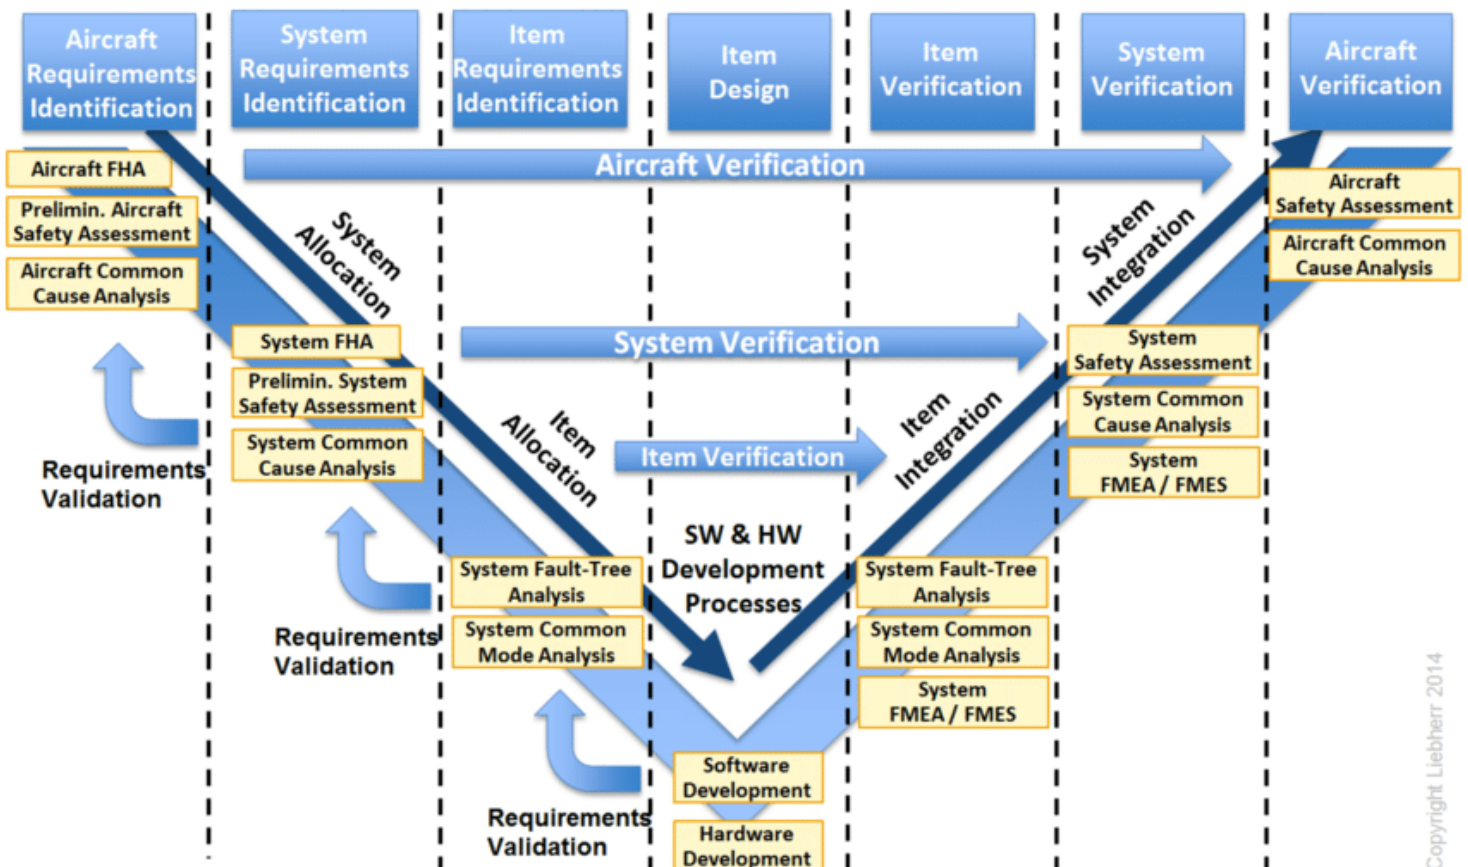 Aircraft
Requirements
Identification
System
Requirements
Identification
Item
Requirements
Identification
Item
Design
Item
Verification
System
Verification
Aircraft
Verification
Aircraft FHA
Prelimin. Aircraft
Safety Assessment
Aircraft Common
Cause Analysis
Aircraft Verification
System
Allocation
System
Integration
Aircraft
Safety Assessment
Aircraft Common
Cause Analysis
System FHA
Prelimin. System
Safety Assessment
System Common
Cause Analysis
System Verification
System
Safety Assessment
System Common
Cause Analysis
System
FMEA / FMES
Requirements
Validation
Item
Allocation
Item Verification
Item
Integration
SW & HW
Development
Processes
System Fault-Tree
Analysis
System Common
Mode Analysis
System Fault-Tree
Analysis
System Common
Mode Analysis
System
FMEA / FMES
Requirements
Validation
Software
Development
Hardware
Development
Requirements
Validation
Copyright Liebherr 2014